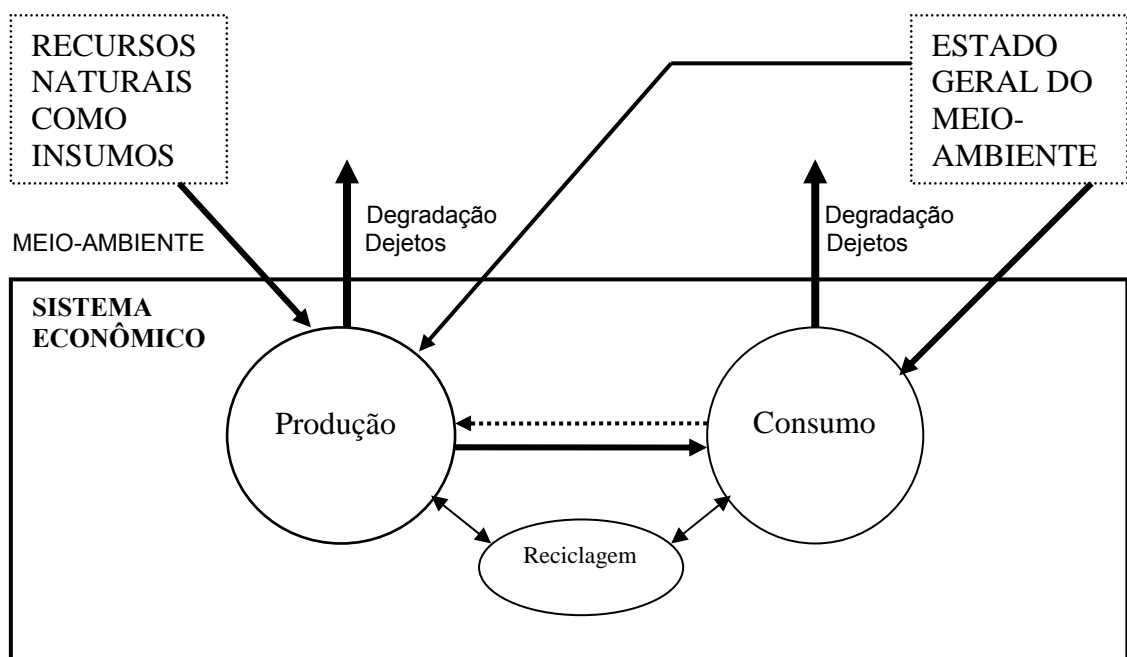 RECURSOS
NATURAIS
COMO
INSUMOS
ESTADO
GERAL DO
MEIO-
AMBIENTE
Degradação
Dejetos
Degradação
Dejetos
MEIO-AMBIENTE
SISTEMA
ECONÔMICO
Produção
Consumo
Reciclagem